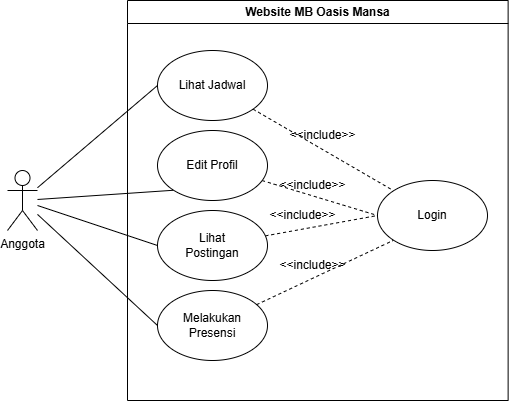 Website MB Oasis Mansa
Lihat Jadwal
<<include>>
Edit Profil
<<include>>
Anggota
Lihat
Postingan
<<include>>
Login
<<include>>
Melakukan
Presensi